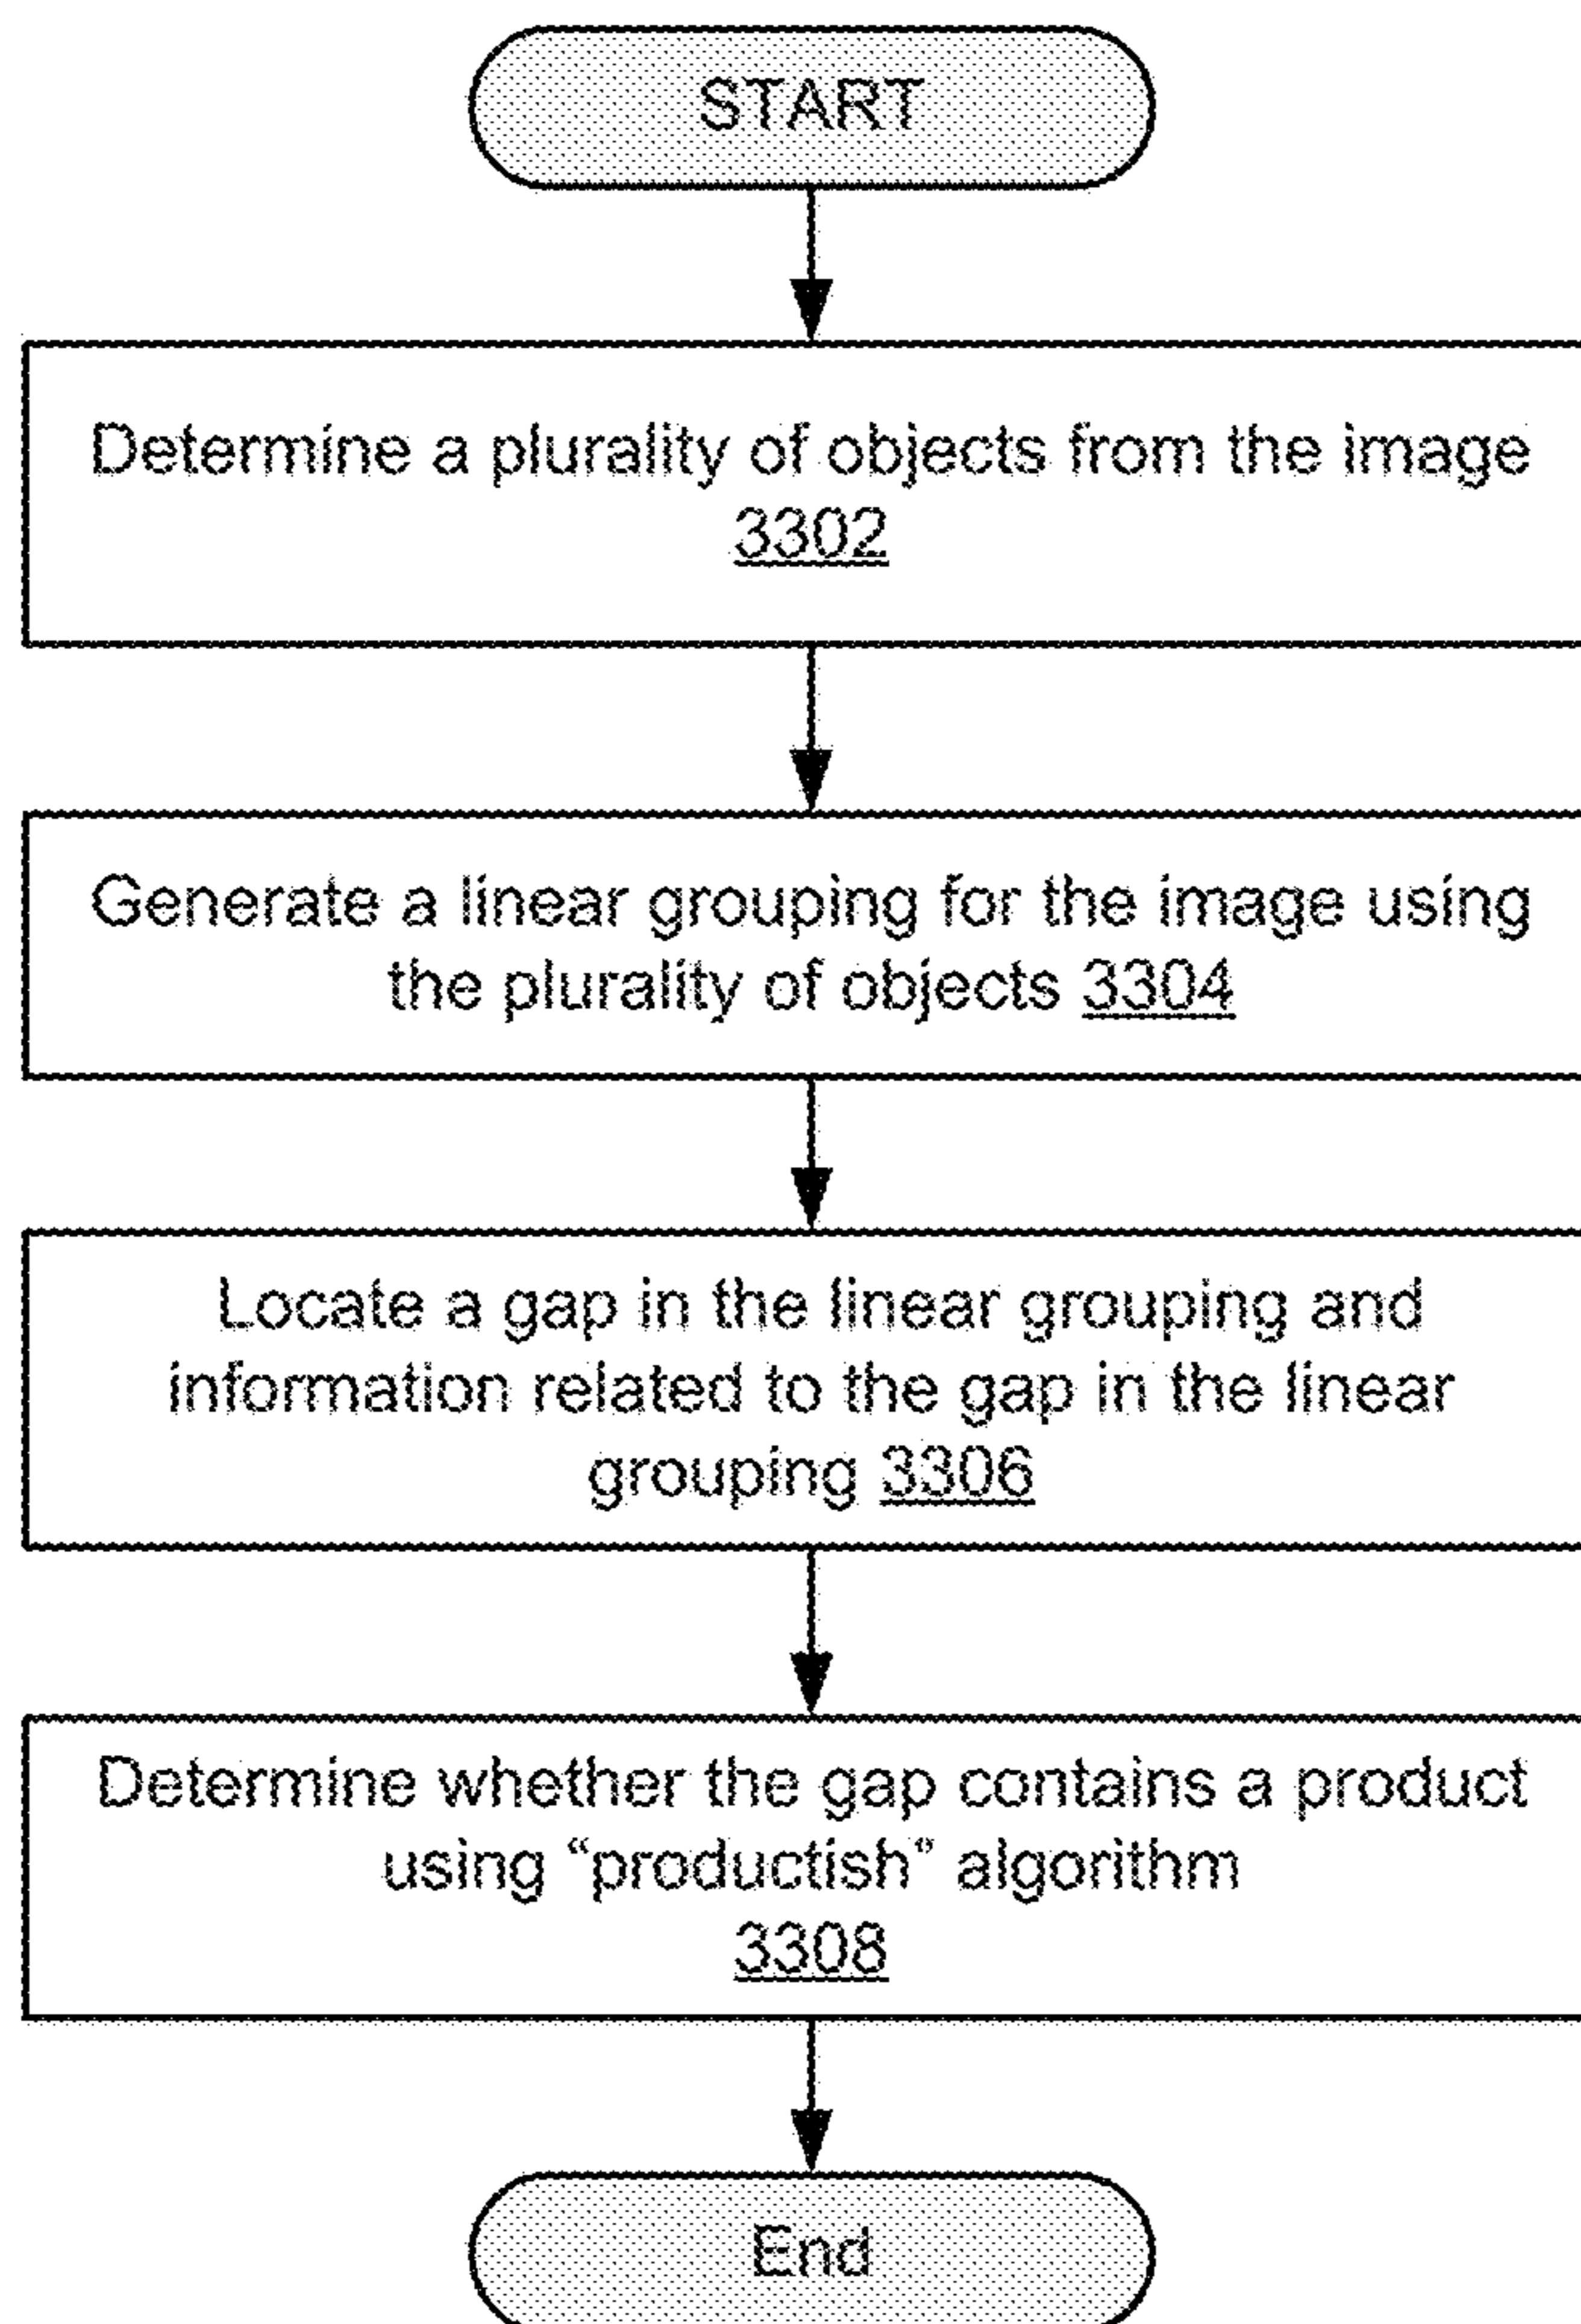 START
Determine a plurality of objects from the image
3302
Generate a linear grouping for the image using
the plurality of objects 3304
Locate a gap in the linear grouping and
information related to the gap in the linear
grouping 3306
Determine whether the gap contains a product
using “productish” algorithm
3308
End